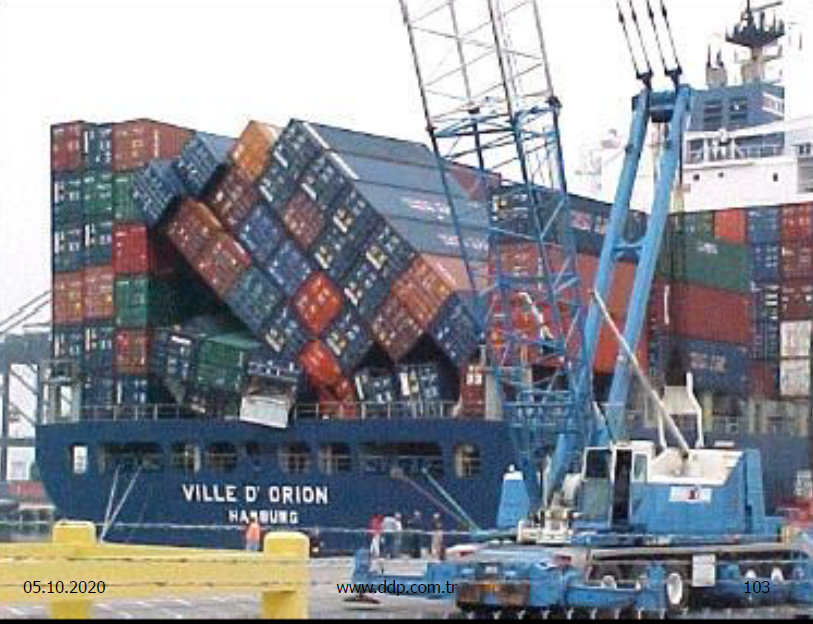 VILLE D' ORION
HAMBURG
05.10.2020
www.ddp.com.tr
103